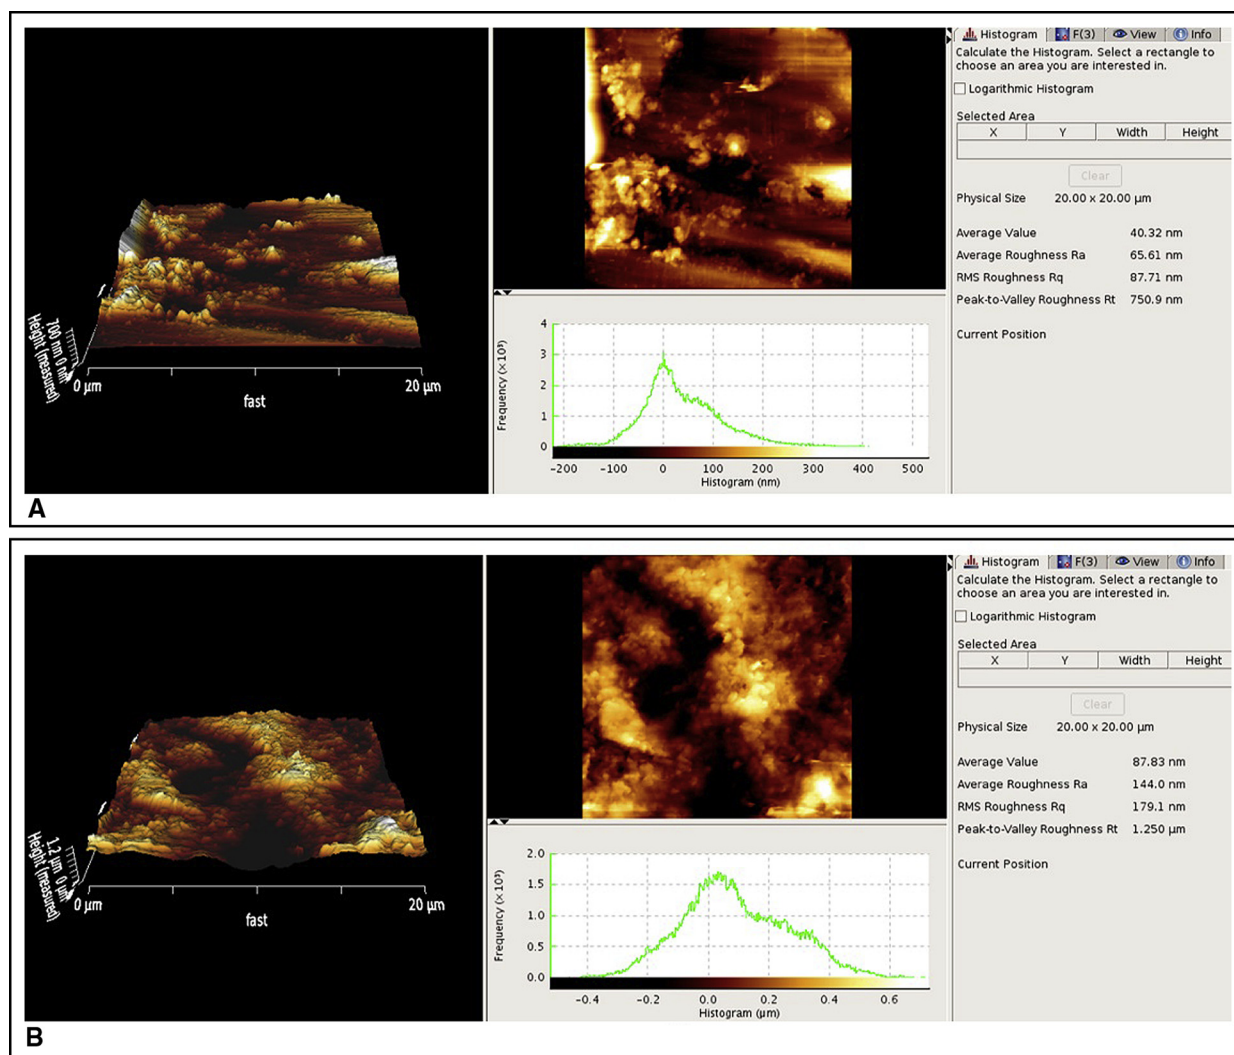 Histogram F(3) View Info
Calculate the Histogram. Select a rectangle to
choose an area you are interested in.
Logarithmic Histogram
Selected Area
X Y Width Height
Clear
Physical Size 20.00 x 20.00 µm
Average Value 40.32 nm
Average Roughness Ra 65.61 nm
RMS Roughness Rq 87.71 nm
Peak-to-Valley Roughness Rt 750.9 nm
Current Position
Height (measured)
700 nm 0 nm
0 µm 20 µm
fast
Frequency (×10³)
4
3
2
1
0
−200 −100 0 100 200 300 400 500
Histogram (nm)
A
Histogram F(3) View Info
Calculate the Histogram. Select a rectangle to
choose an area you are interested in.
Logarithmic Histogram
Selected Area
X Y Width Height
Clear
Physical Size 20.00 x 20.00 µm
Average Value 87.83 nm
Average Roughness Ra 144.0 nm
RMS Roughness Rq 179.1 nm
Peak-to-Valley Roughness Rt 1.250 µm
Current Position
Height (measured)
1.2 µm 0 µm
0 µm 20 µm
fast
Frequency (×10³)
2.0
1.5
1.0
0.5
0.0
−0.4 −0.2 0.0 0.2 0.4 0.6
Histogram (µm)
B